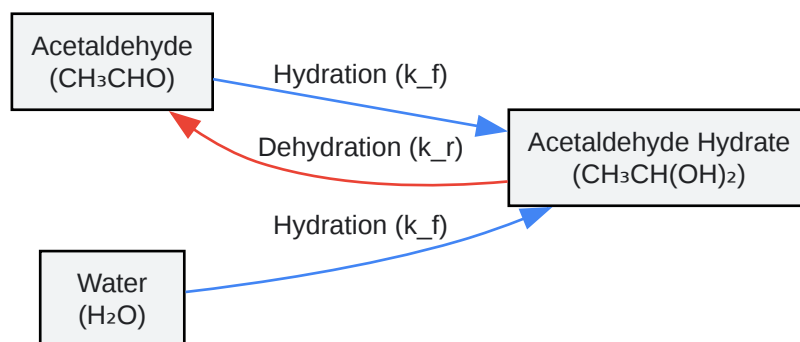 Acetaldehyde
(CH₃CHO)
Hydration (k_f)
Dehydration (k_r)
Acetaldehyde Hydrate
(CH₃CH(OH)₂)
Hydration (k_f)
Water
(H₂O)